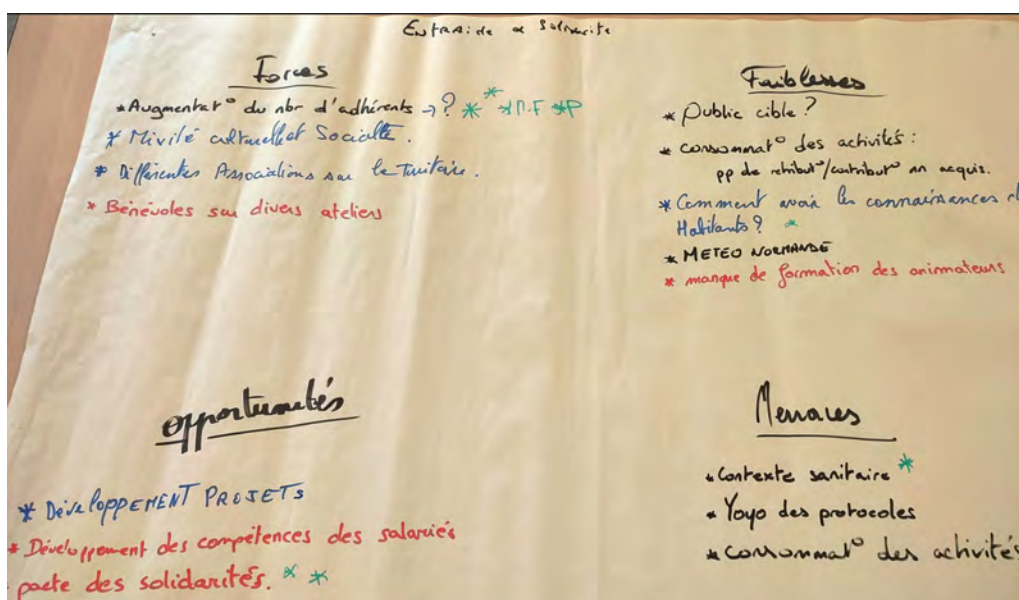 Entraide et Solidarité
Forces
* Augmentat° du nbr d'adhérents → ? * *
* culturelle et Sociale.
* Différentes Associations sur le Territoire.
* Bénévoles sur divers ateliers
Faiblesses
* Public cible ?
* consommat° des activités :
pp de rétribut°/contribut° an acquis.
* Comment avoir les connaissances
Habitants ? *
* METEO NORMANDE
* manque de formation des animateurs
opportunités
* DéveLOPPEMENT PROJETS
* Développement des compétences des salariés
pacte des solidarités. * *
Menaces
* Contexte sanitaire *
* Yoyo des protocoles
* consommat° des activités